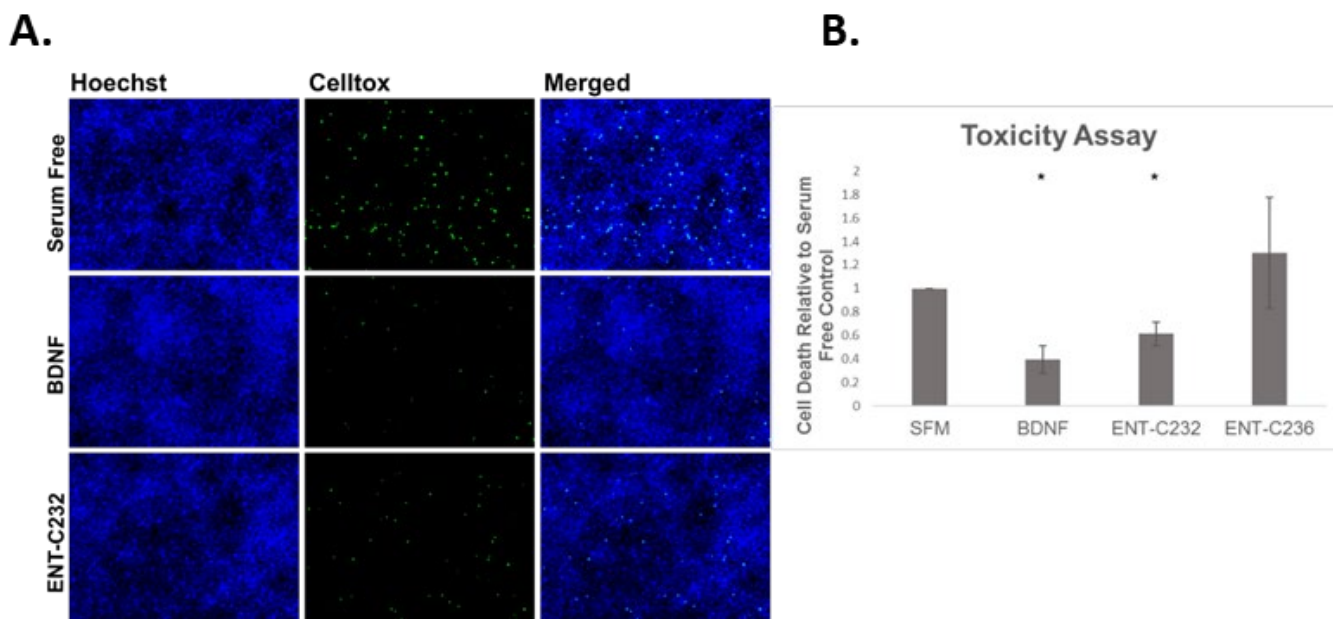 A.
B.
Hoechst
Celltox
Merged
Serum Free
BDNF
ENT-C232
Toxicity Assay
Cell Death Relative to Serum
Free Control
2
1.8
1.6
1.4
1.2
1
0.8
0.6
0.4
0.2
0
*
*
SFM
BDNF
ENT-C232
ENT-C236